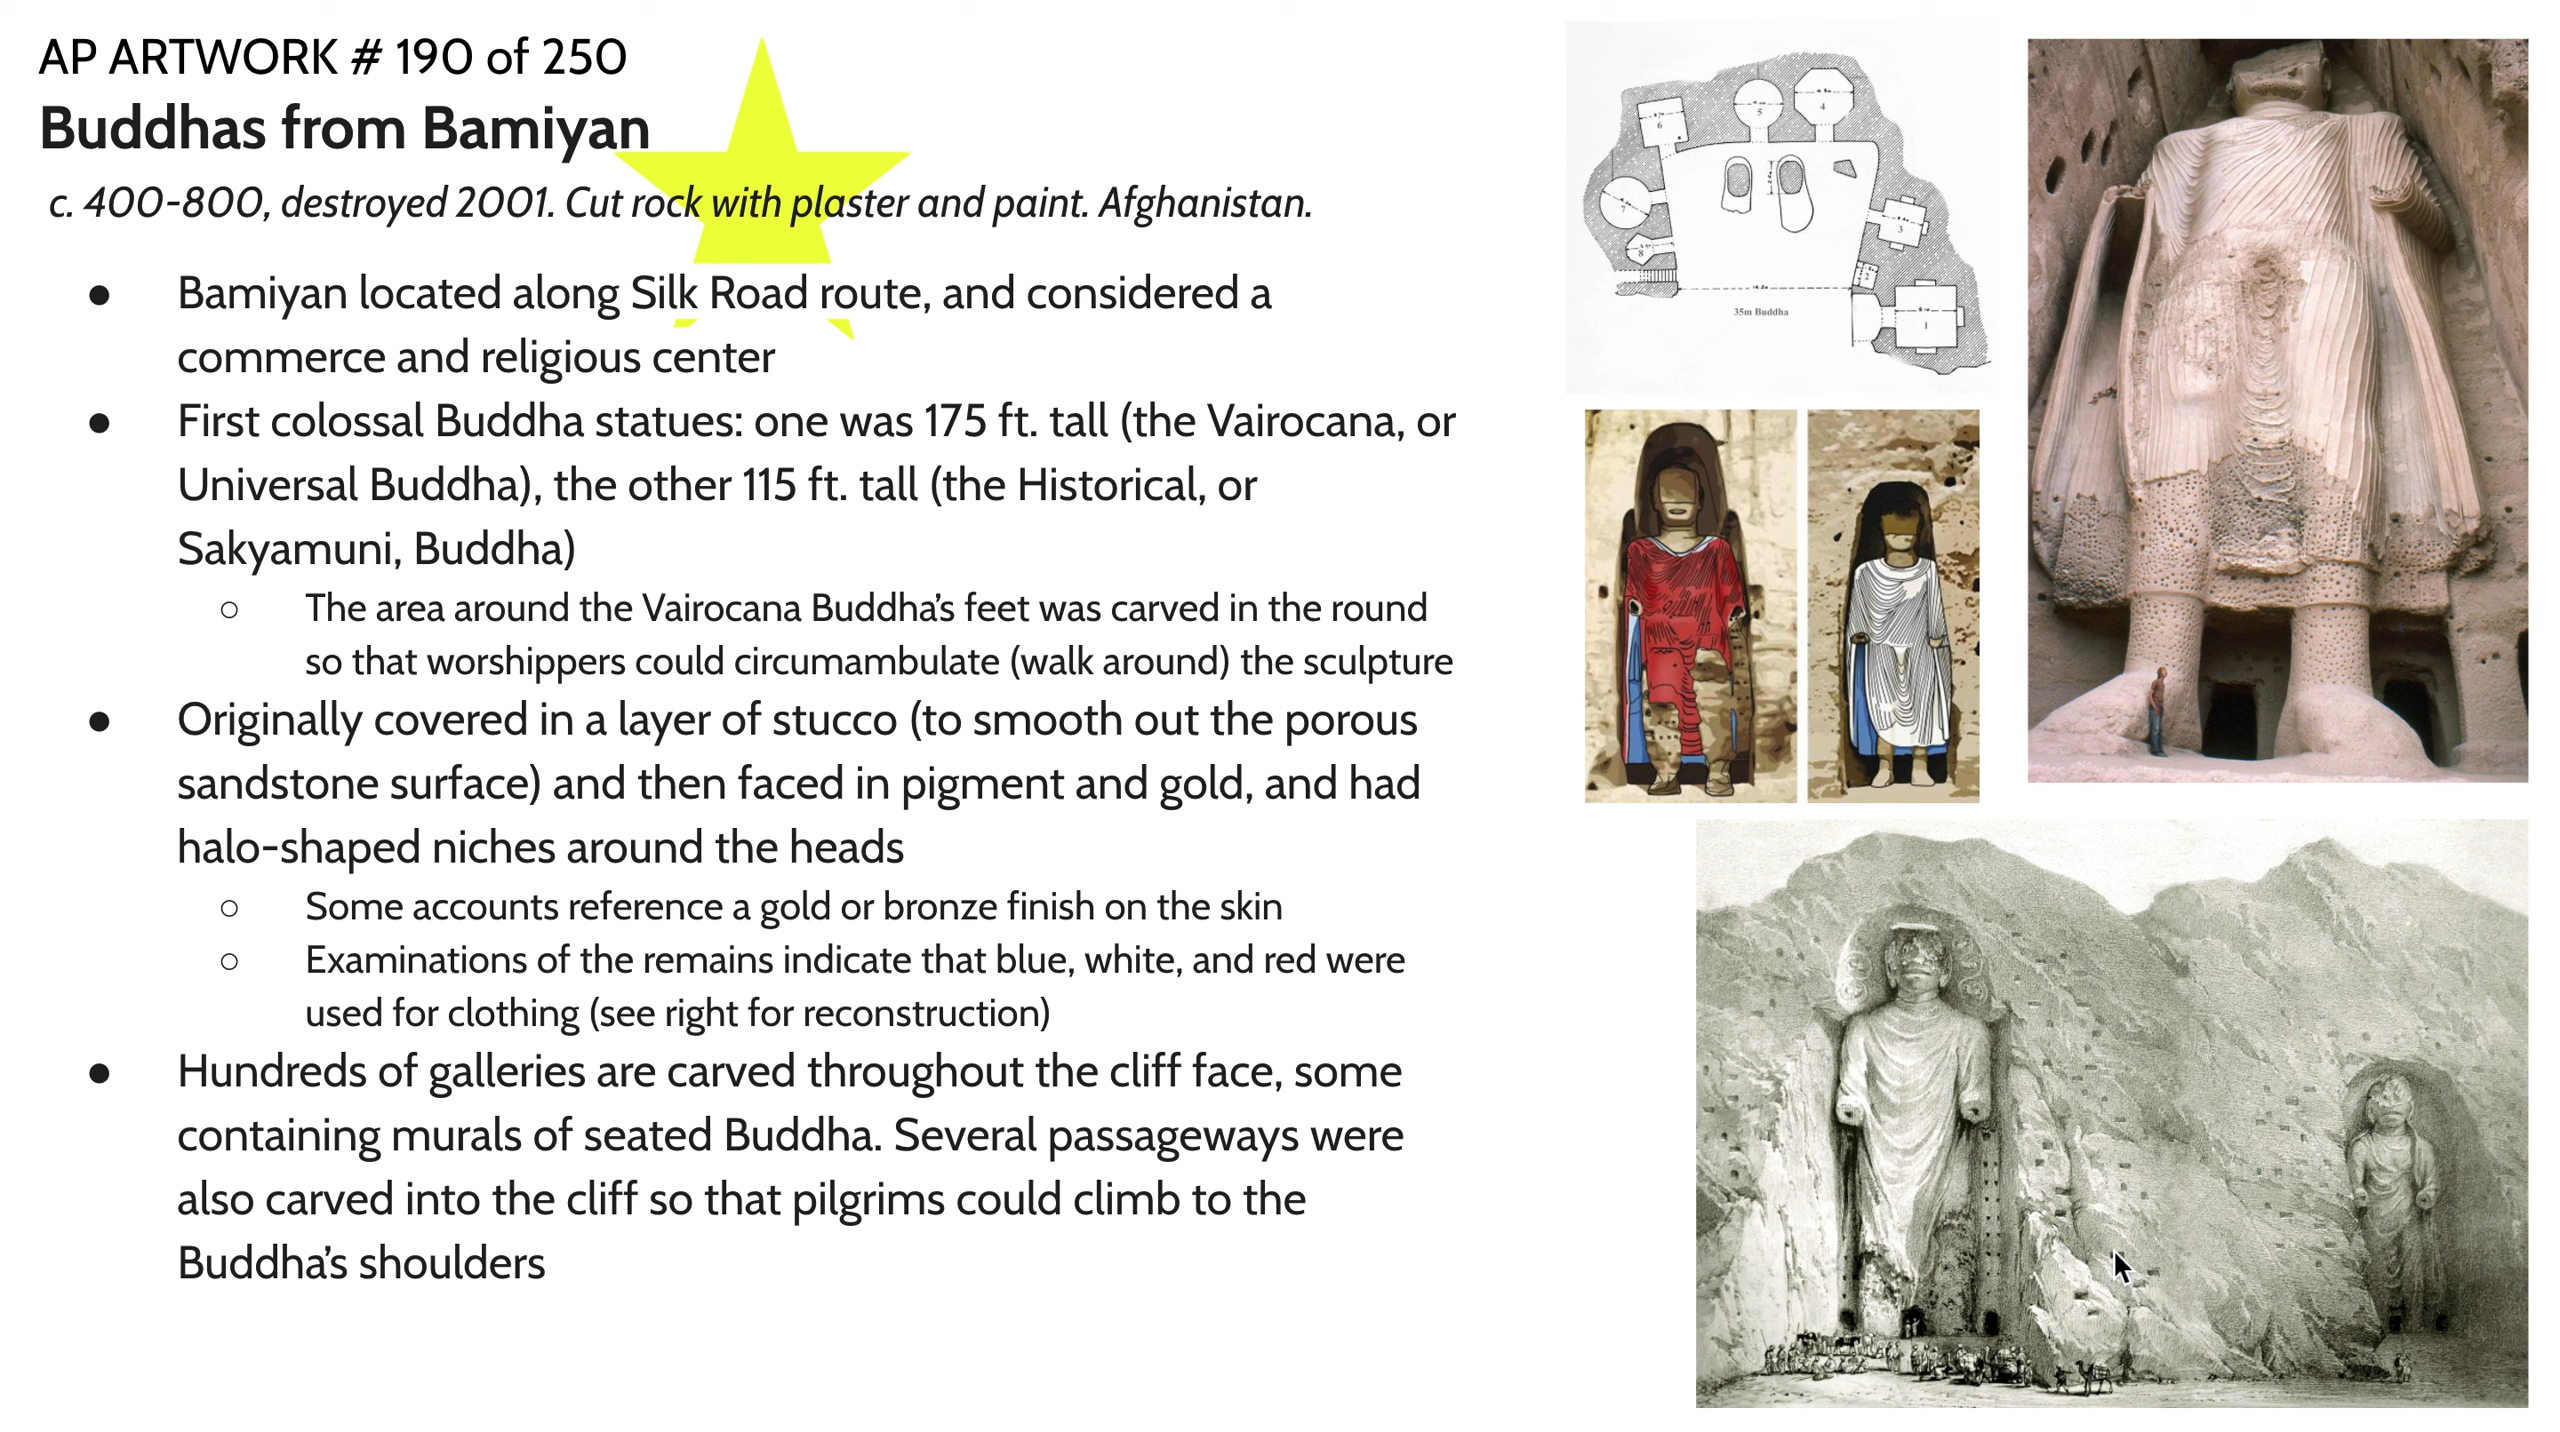 AP ARTWORK # 190 of 250
Buddhas from Bamiyan
c. 400-800, destroyed 2001. Cut rock with plaster and paint. Afghanistan.
● Bamiyan located along Silk Road route, and considered a
commerce and religious center
● First colossal Buddha statues: one was 175 ft. tall (the Vairocana, or
Universal Buddha), the other 115 ft. tall (the Historical, or
Sakyamuni, Buddha)
○ The area around the Vairocana Buddha's feet was carved in the round
so that worshippers could circumambulate (walk around) the sculpture
● Originally covered in a layer of stucco (to smooth out the porous
sandstone surface) and then faced in pigment and gold, and had
halo-shaped niches around the heads
○ Some accounts reference a gold or bronze finish on the skin
○ Examinations of the remains indicate that blue, white, and red were
used for clothing (see right for reconstruction)
● Hundreds of galleries are carved throughout the cliff face, some
containing murals of seated Buddha. Several passageways were
also carved into the cliff so that pilgrims could climb to the
Buddha's shoulders
4
5
6
7
3
8
2
1
35m Buddha